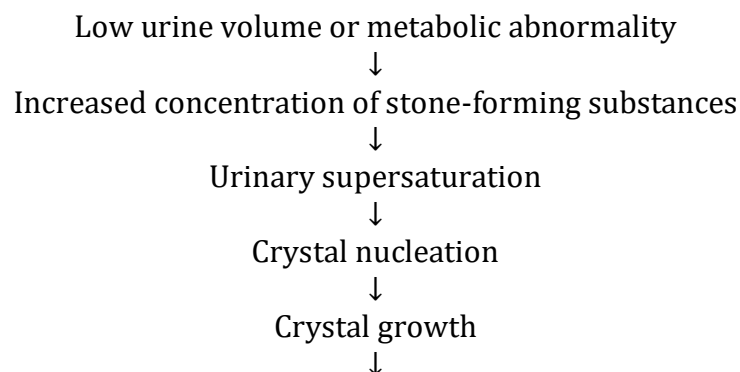 Low urine volume or metabolic abnormality
↓
Increased concentration of stone-forming substances
↓
Urinary supersaturation
↓
Crystal nucleation
↓
Crystal growth
↓